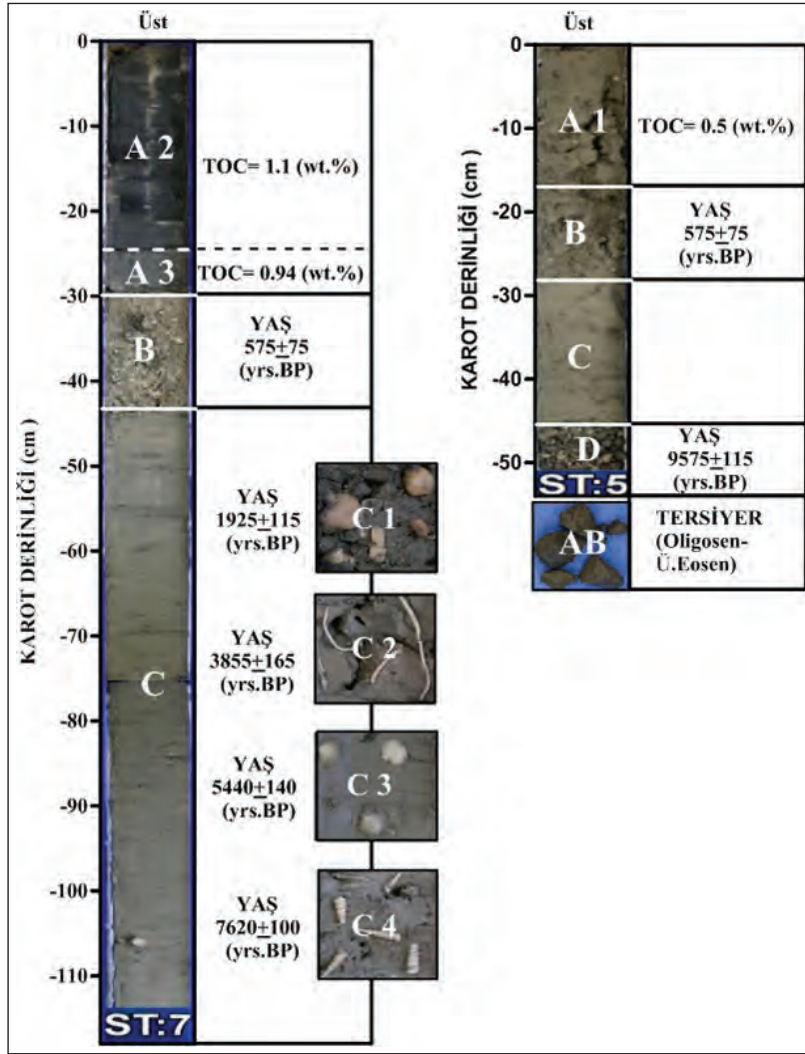 Üst
KAROT DERİNLİĞİ (cm )
0
-10
-20
-30
-40
-50
-60
-70
-80
-90
-100
-110
A 2
TOC= 1.1 (wt.%)
A 3
TOC= 0.94 (wt.%)
B
YAŞ
575±75
(yrs.BP)
C
YAŞ
1925±115
(yrs.BP)
C 1
YAŞ
3855±165
(yrs.BP)
C 2
YAŞ
5440±140
(yrs.BP)
C 3
YAŞ
7620±100
(yrs.BP)
C 4
ST:7
Üst
KAROT DERİNLİĞİ (cm )
0
-10
-20
-30
-40
-50
A 1
TOC= 0.5 (wt.%)
B
YAŞ
575±75
(yrs.BP)
C
D
YAŞ
9575±115
(yrs.BP)
ST:5
AB
TERSİYER
(Oligosen-
Ü.Eosen)